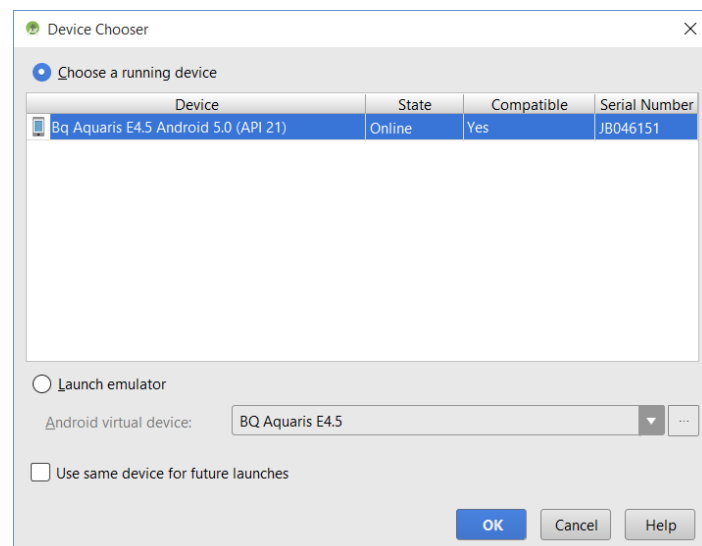 Device Chooser
Choose a running device
Device State Compatible Serial Number
Bq Aquaris E4.5 Android 5.0 (API 21) Online Yes JB046151
Launch emulator
Android virtual device: BQ Aquaris E4.5 ...
Use same device for future launches
OK Cancel Help